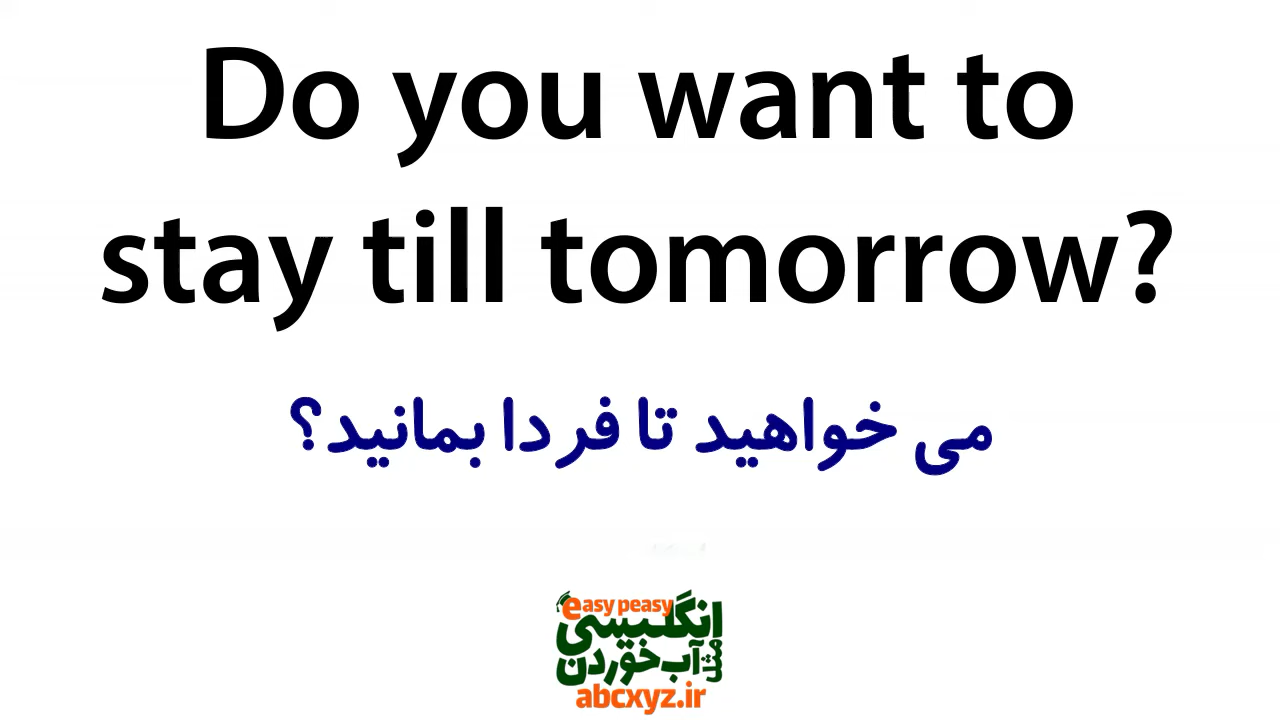 Do you want to
stay till tomorrow?
می خواهید تا فردا بمانید؟
easy peasy
انگلیسی
مثل آب خوردن
abcxyz.ir